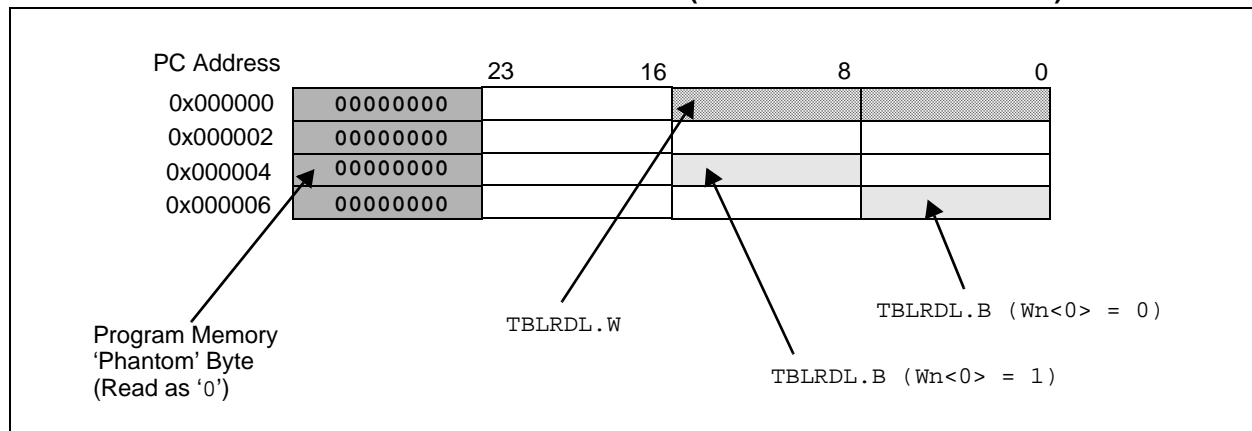 PC Address 23 16 8 0
0x000000 00000000
0x000002 00000000
0x000004 00000000
0x000006 00000000
TBLRDL.B (Wn<0> = 0)
TBLRDL.W
Program Memory
‘Phantom’ Byte
(Read as ‘0’)
TBLRDL.B (Wn<0> = 1)